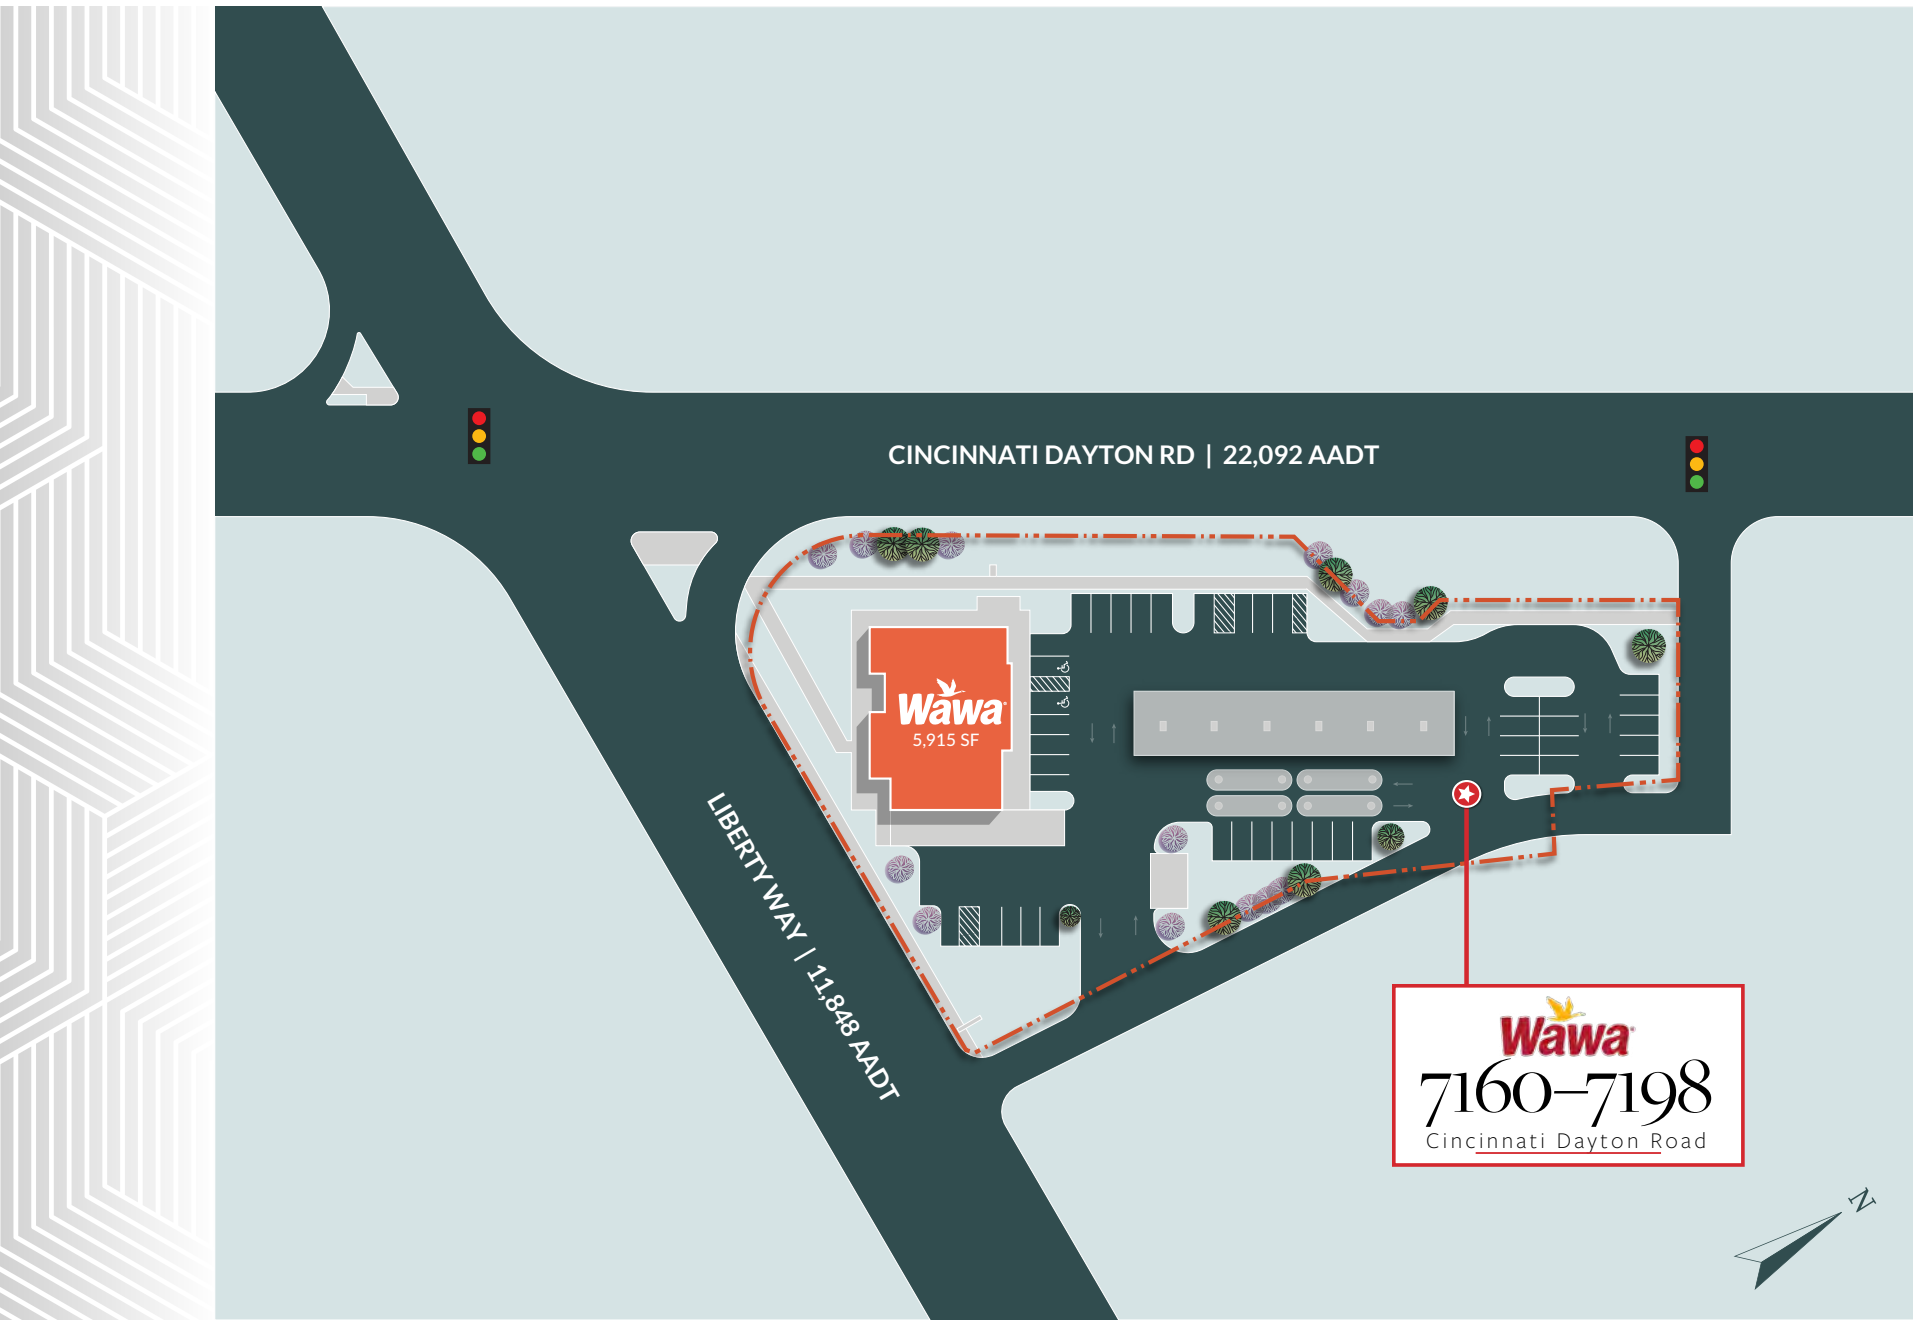 CINCINNATI DAYTON RD | 22,092 AADT
Wawa
5,915 SF
LIBERTY WAY | 11,848 AADT
Wawa
7160–7198
Cincinnati Dayton Road
N